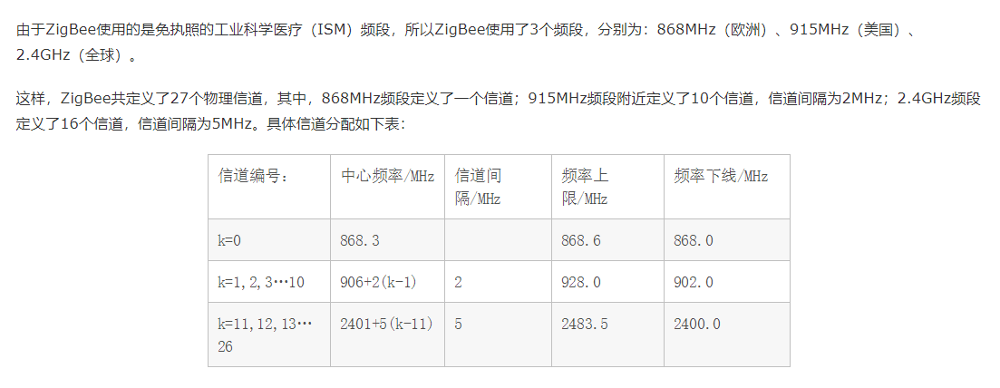 由于ZigBee使用的是免执照的工业科学医疗（ISM）频段，所以ZigBee使用了3个频段，分别为：868MHz（欧洲）、915MHz（美国）、
2.4GHz（全球）。
这样，ZigBee共定义了27个物理信道，其中，868MHz频段定义了一个信道；915MHz频段附近定义了10个信道，信道间隔为2MHz；2.4GHz频段
定义了16个信道，信道间隔为5MHz。具体信道分配如下表：
信道编号： 中心频率/MHz 信道间 频率上 频率下线/MHz
隔/MHz 限/MHz
k=0 868.3 868.6 868.0
k=1,2,3…10 906+2(k-1) 2 928.0 902.0
k=11,12,13… 2401+5(k-11) 5 2483.5 2400.0
26